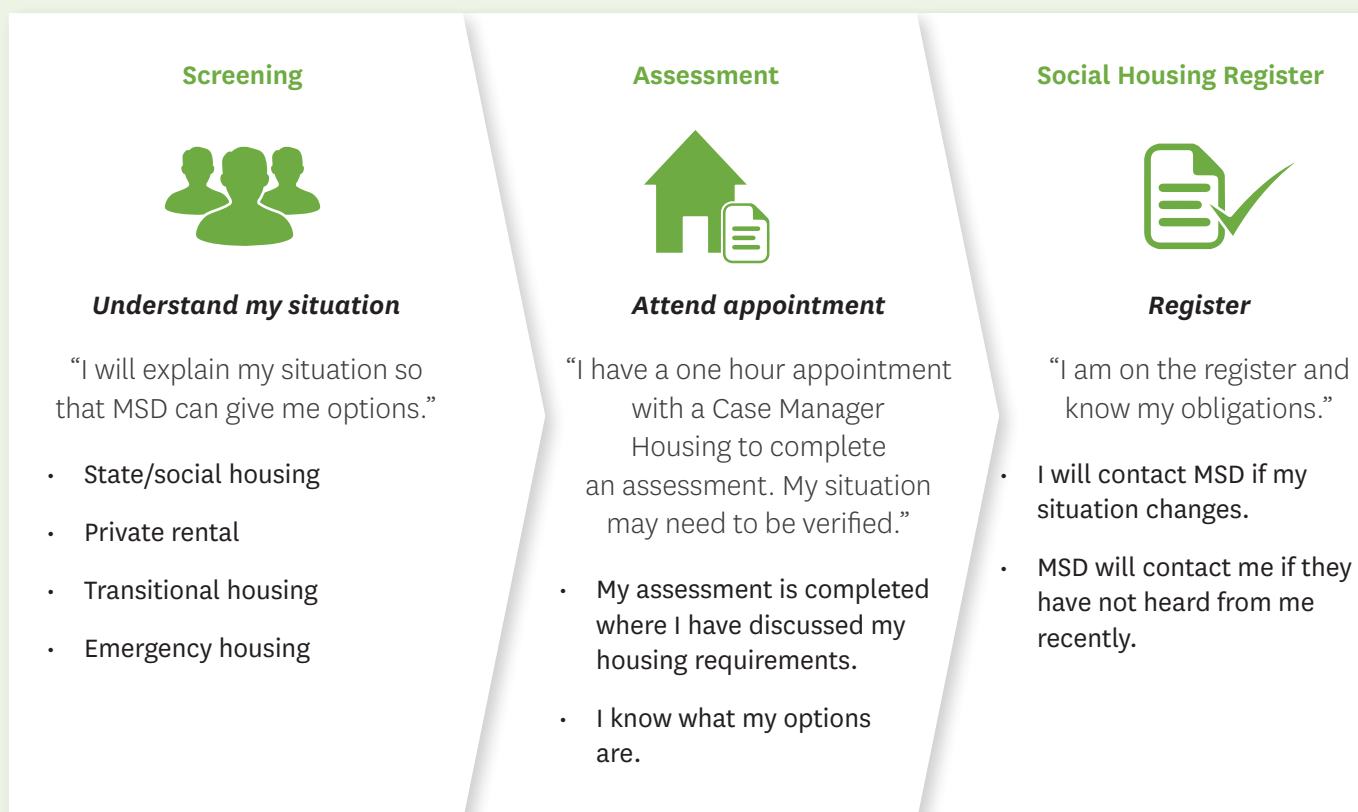 Screening
Understand my situation
“I will explain my situation so
that MSD can give me options.”
• State/social housing
• Private rental
• Transitional housing
• Emergency housing
Assessment
Attend appointment
“I have a one hour appointment
with a Case Manager
Housing to complete
an assessment. My situation
may need to be verified.”
• My assessment is completed
where I have discussed my
housing requirements.
• I know what my options
are.
Social Housing Register
Register
“I am on the register and
know my obligations.”
• I will contact MSD if my
situation changes.
• MSD will contact me if they
have not heard from me
recently.